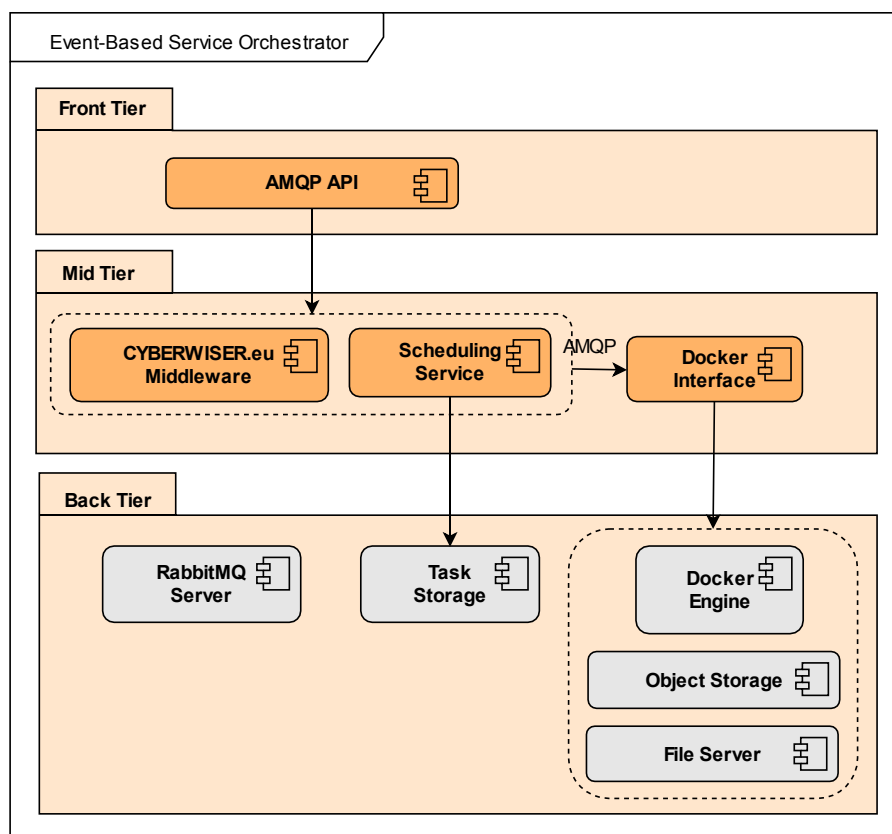 Event-Based Service Orchestrator
Front Tier
AMQP API
Mid Tier
CYBERWISER.eu
Middleware
Scheduling
Service
AMQP
Docker
Interface
Back Tier
RabbitMQ
Server
Task
Storage
Docker
Engine
Object Storage
File Server